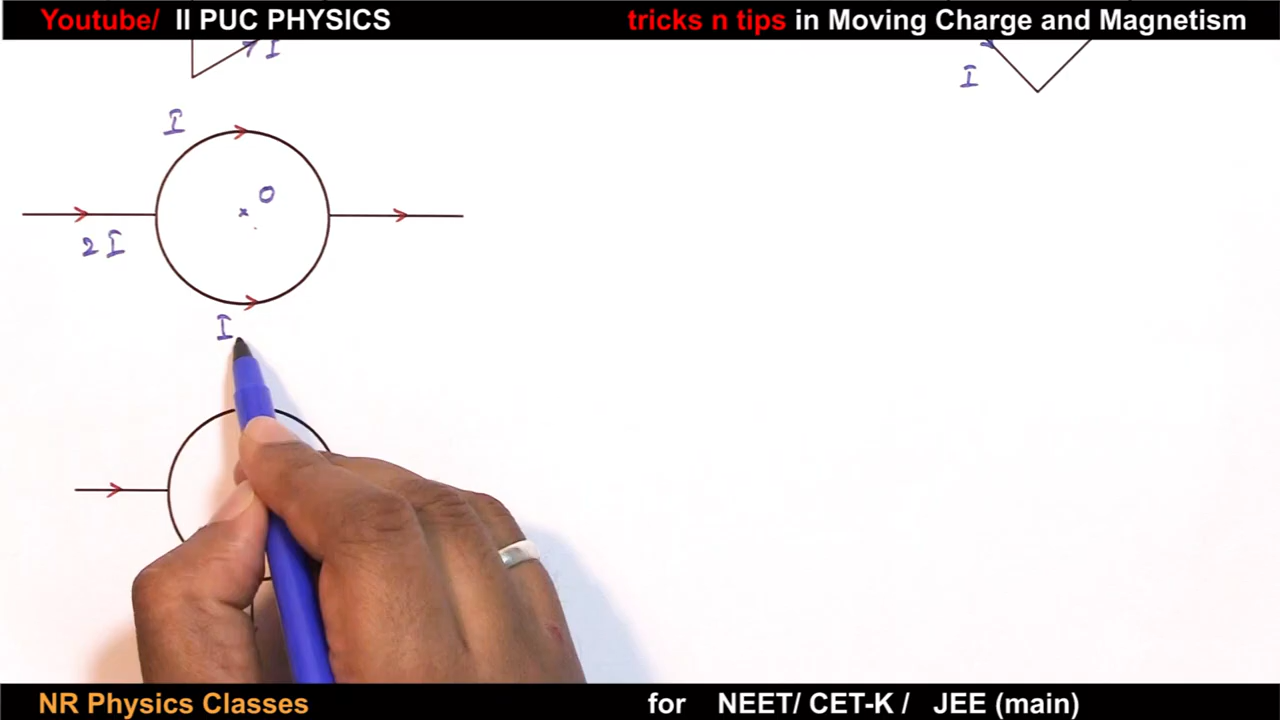 Youtube/ II PUC PHYSICS
tricks n tips in Moving Charge and Magnetism
I
I
I
O
2 I
I
NR Physics Classes
for NEET/ CET-K / JEE (main)